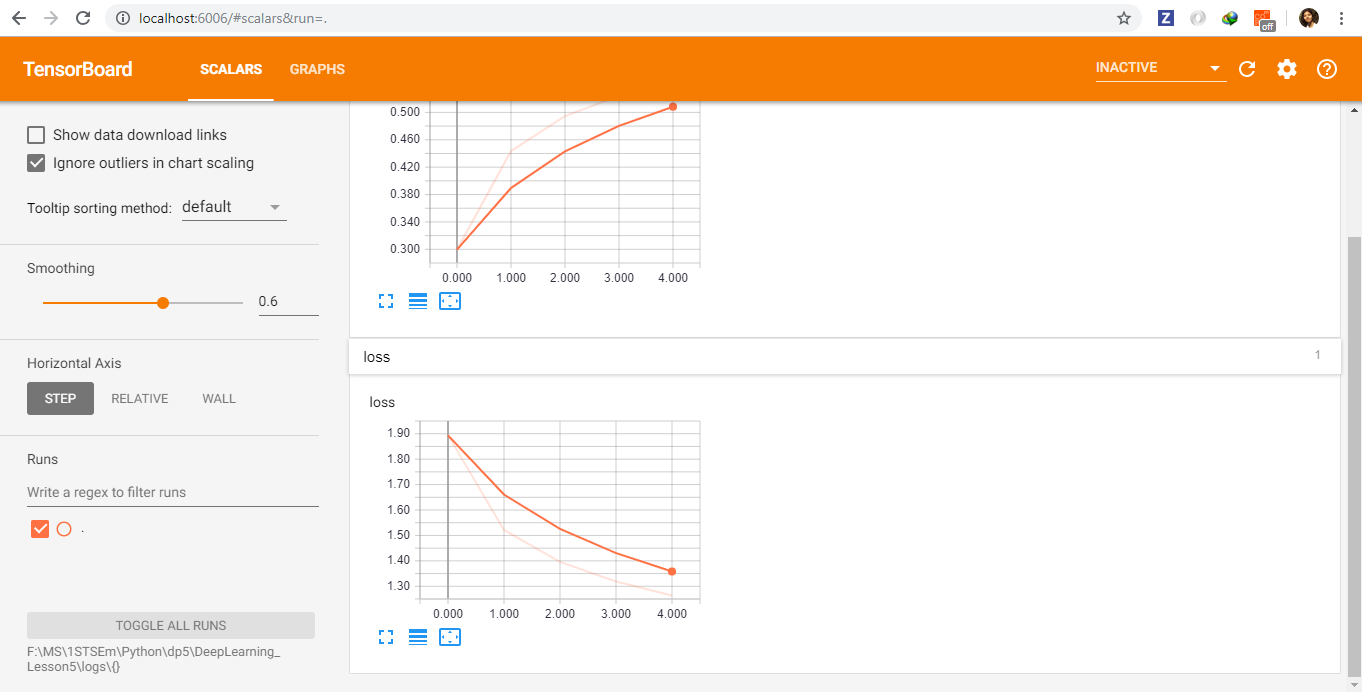 localhost:6006/#scalars&run=.
Z
off
TensorBoard
SCALARS
GRAPHS
INACTIVE
Show data download links
Ignore outliers in chart scaling
Tooltip sorting method: default
Smoothing
0.6
Horizontal Axis
STEP RELATIVE WALL
Runs
Write a regex to filter runs
.
TOGGLE ALL RUNS
F:\MS\1STSEm\Python\dp5\DeepLearning_
Lesson5\logs\{}
0.500
0.460
0.420
0.380
0.340
0.300
0.000 1.000 2.000 3.000 4.000
loss 1
loss
1.90
1.80
1.70
1.60
1.50
1.40
1.30
0.000 1.000 2.000 3.000 4.000